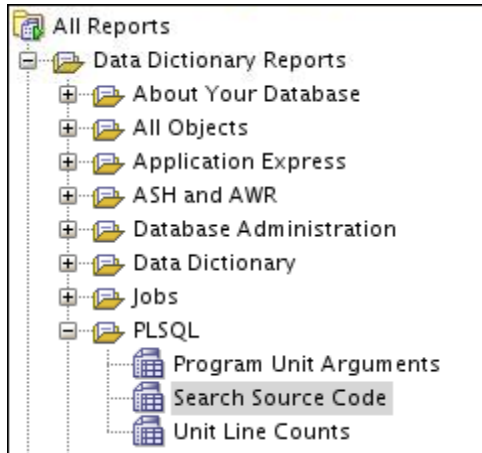 All Reports
Data Dictionary Reports
About Your Database
All Objects
Application Express
ASH and AWR
Database Administration
Data Dictionary
Jobs
PLSQL
Program Unit Arguments
Search Source Code
Unit Line Counts